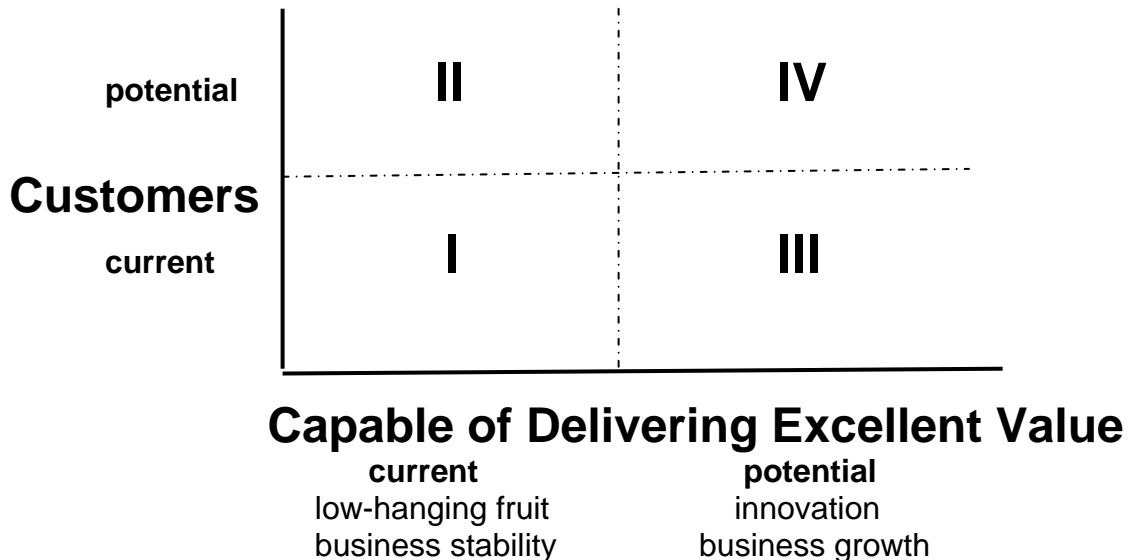 potential
II
IV
Customers
current
I
III
Capable of Delivering Excellent Value
current
potential
low-hanging fruit
innovation
business stability
business growth